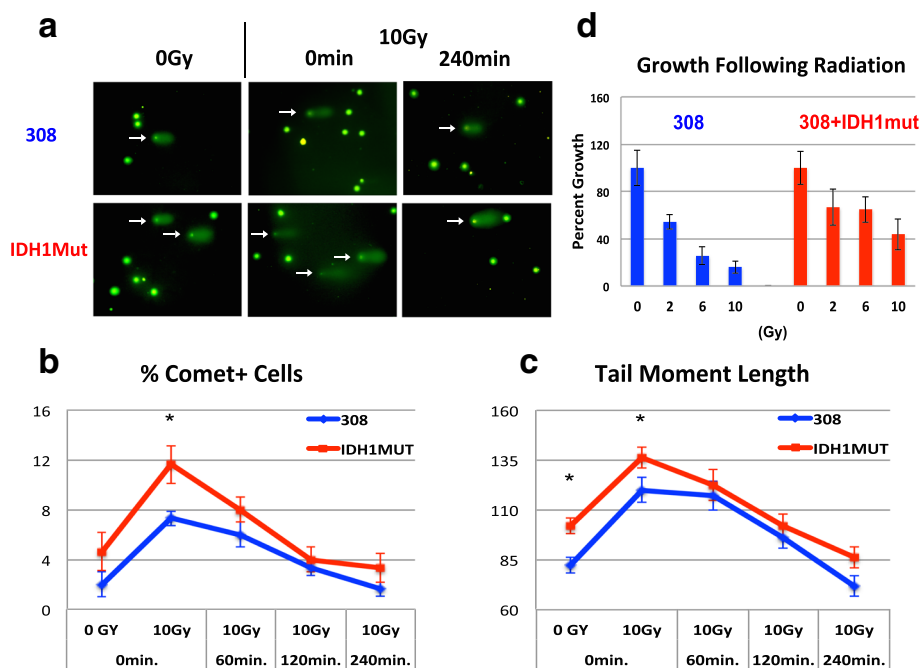 a
0Gy
10Gy
0min
240min
308
IDH1Mut
d
Growth Following Radiation
308
308+IDH1mut
Percent Growth
160
120
80
40
0
0 2 6 10 0 2 6 10
(Gy)
b
% Comet+ Cells
16
12
8
4
0
*
308
IDH1MUT
0 GY 10Gy 10Gy 10Gy 10Gy
0min. 60min. 120min. 240min.
c
Tail Moment Length
160
135
110
85
60
*
*
308
IDH1MUT
0 GY 10Gy 10Gy 10Gy 10Gy
0min. 60min. 120min. 240min.